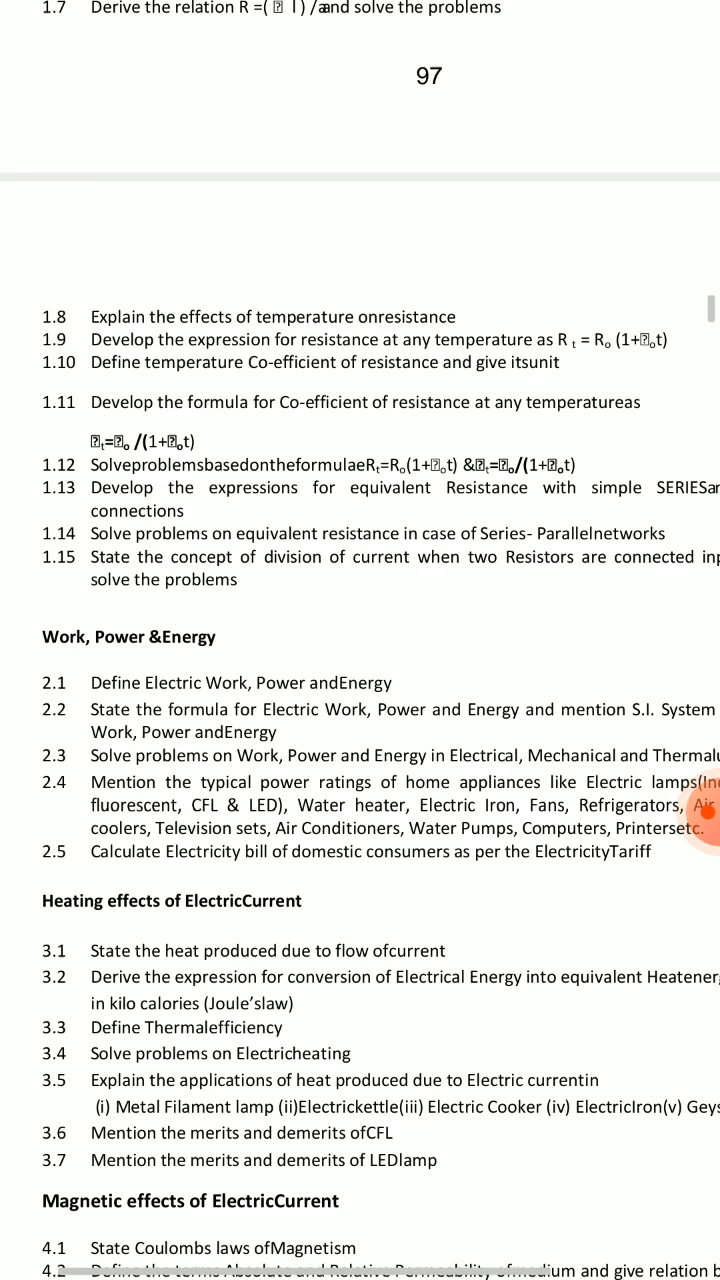 1.7 Derive the relation R =( ⍰ l ) /a and solve the problems
97
1.8 Explain the effects of temperature onresistance
1.9 Develop the expression for resistance at any temperature as R t = Ro (1+⍰ot)
1.10 Define temperature Co-efficient of resistance and give itsunit
1.11 Develop the formula for Co-efficient of resistance at any temperatureas
⍰t=⍰o /(1+⍰ot)
1.12 SolveproblemsbasedontheformulaeRt=Ro(1+⍰ot) &⍰t=⍰o/(1+⍰ot)
1.13 Develop the expressions for equivalent Resistance with simple SERIESar
connections
1.14 Solve problems on equivalent resistance in case of Series- Parallelnetworks
1.15 State the concept of division of current when two Resistors are connected inp
solve the problems
Work, Power &Energy
2.1 Define Electric Work, Power andEnergy
2.2 State the formula for Electric Work, Power and Energy and mention S.I. System
Work, Power andEnergy
2.3 Solve problems on Work, Power and Energy in Electrical, Mechanical and Thermalu
2.4 Mention the typical power ratings of home appliances like Electric lamps(Inc
fluorescent, CFL & LED), Water heater, Electric Iron, Fans, Refrigerators, Air
coolers, Television sets, Air Conditioners, Water Pumps, Computers, Printersetc.
2.5 Calculate Electricity bill of domestic consumers as per the ElectricityTariff
Heating effects of ElectricCurrent
3.1 State the heat produced due to flow ofcurrent
3.2 Derive the expression for conversion of Electrical Energy into equivalent Heatener
in kilo calories (Joule’slaw)
3.3 Define Thermalefficiency
3.4 Solve problems on Electricheating
3.5 Explain the applications of heat produced due to Electric currentin
(i) Metal Filament lamp (ii)Electrickettle(iii) Electric Cooker (iv) ElectricIron(v) Geys
3.6 Mention the merits and demerits ofCFL
3.7 Mention the merits and demerits of LEDlamp
Magnetic effects of ElectricCurrent
4.1 State Coulombs laws ofMagnetism
4.2 Define the terms Absolute and Relative Permeability ofmedium and give relation b